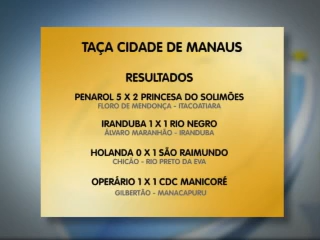 TAÇA CIDADE DE MANAUS
RESULTADOS
PENAROL 5 X 2 PRINCESA DO SOLIMÕES
FLORO DE MENDONÇA - ITACOATIARA
IRANDUBA 1 X 1 RIO NEGRO
ÁLVARO MARANHÃO - IRANDUBA
HOLANDA 0 X 1 SÃO RAIMUNDO
CHICÃO - RIO PRETO DA EVA
OPERÁRIO 1 X 1 CDC MANICORÉ
GILBERTÃO - MANACAPURU